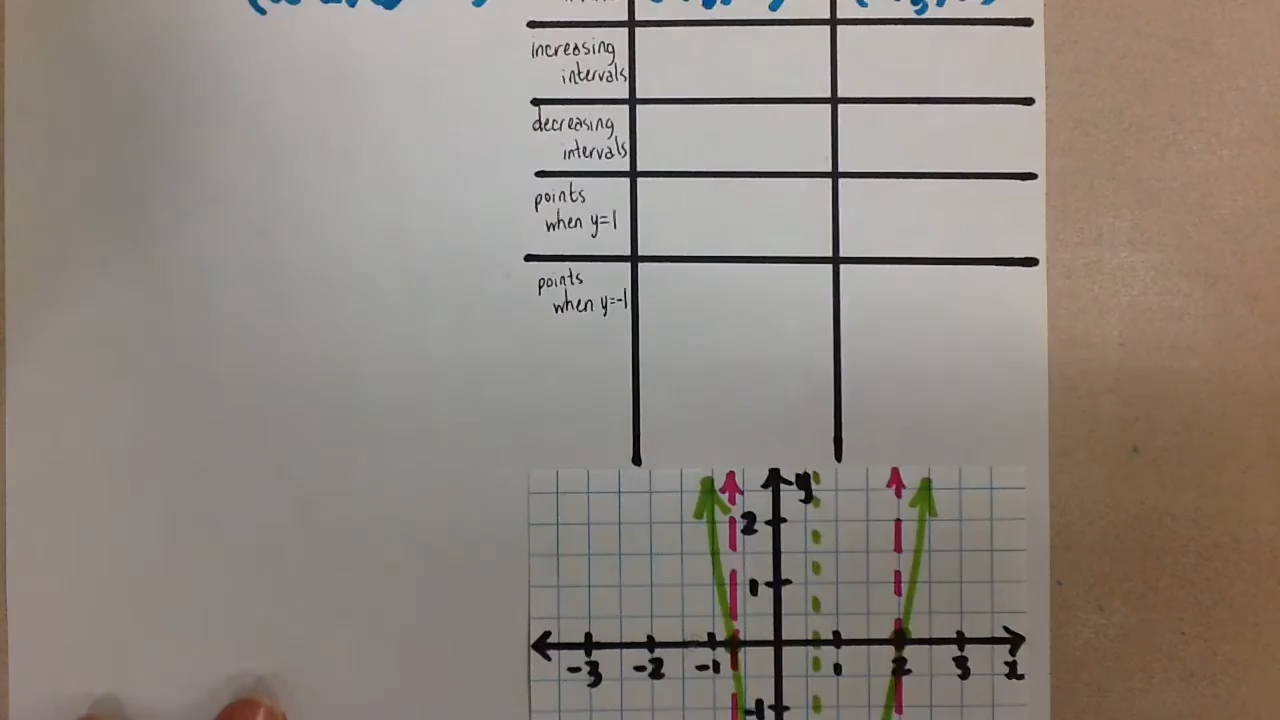 increasing
intervals
decreasing
intervals
points
when y=1
points
when y=-1
y
2
1
-3 -2 -1 1 2 3 x
-1